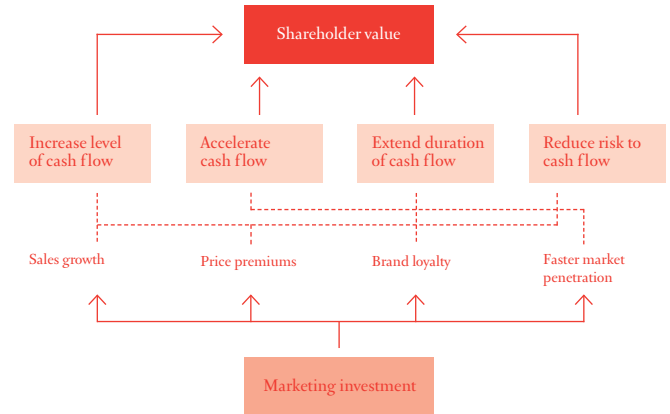 Shareholder value
Increase level
of cash flow
Accelerate
cash flow
Extend duration
of cash flow
Reduce risk to
cash flow
Sales growth
Price premiums
Brand loyalty
Faster market
penetration
Marketing investment